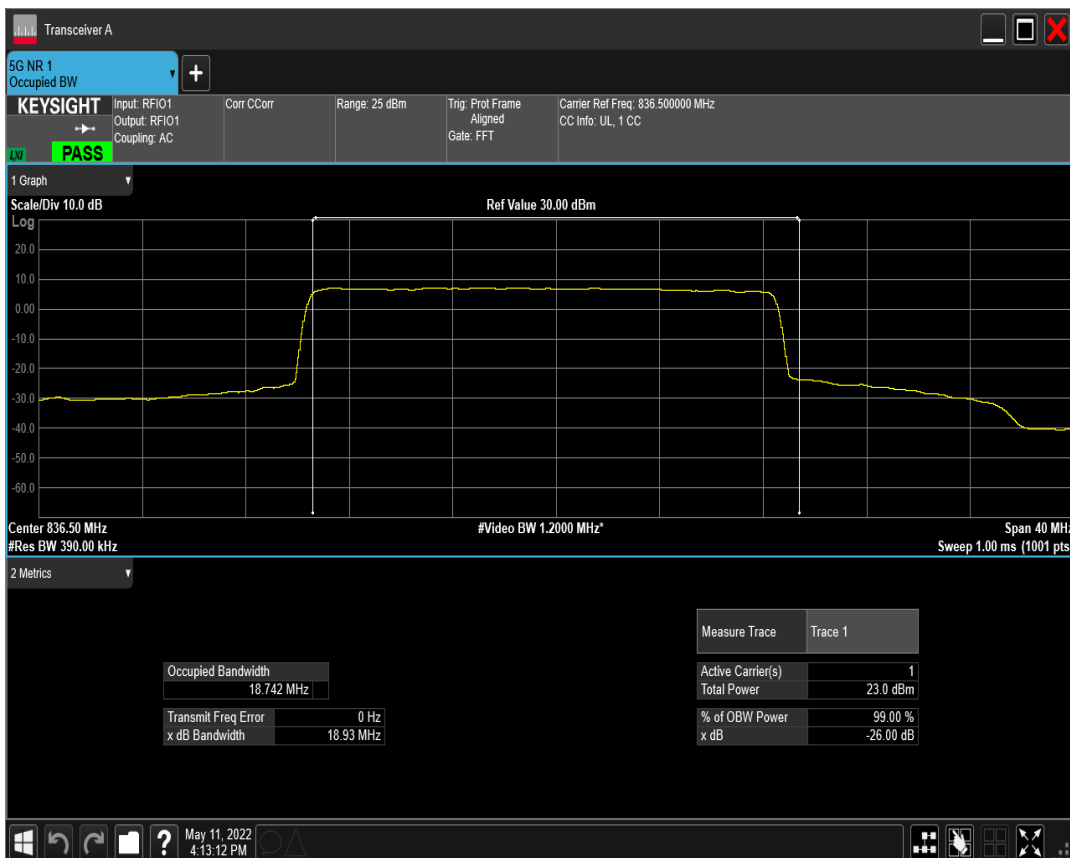 Transceiver A
5G NR 1
Occupied BW
KEYSIGHT
Input: RFIO1
Output: RFIO1
Coupling: AC
Corr CCorr
Range: 25 dBm
Trig: Prot Frame
Aligned
Gate: FFT
Carrier Ref Freq: 836.500000 MHz
CC Info: UL, 1 CC
LXI
PASS
1 Graph
Scale/Div 10.0 dB
Ref Value 30.00 dBm
Log
20.0
10.0
0.00
-10.0
-20.0
-30.0
-40.0
-50.0
-60.0
Center 836.50 MHz
#Video BW 1.2000 MHz*
Span 40 MHz
#Res BW 390.00 kHz
Sweep 1.00 ms (1001 pts
2 Metrics
Measure Trace Trace 1
Occupied Bandwidth
18.742 MHz
Active Carrier(s) 1
Total Power 23.0 dBm
Transmit Freq Error 0 Hz
x dB Bandwidth 18.93 MHz
% of OBW Power 99.00 %
x dB -26.00 dB
?
May 11, 2022
4:13:12 PM